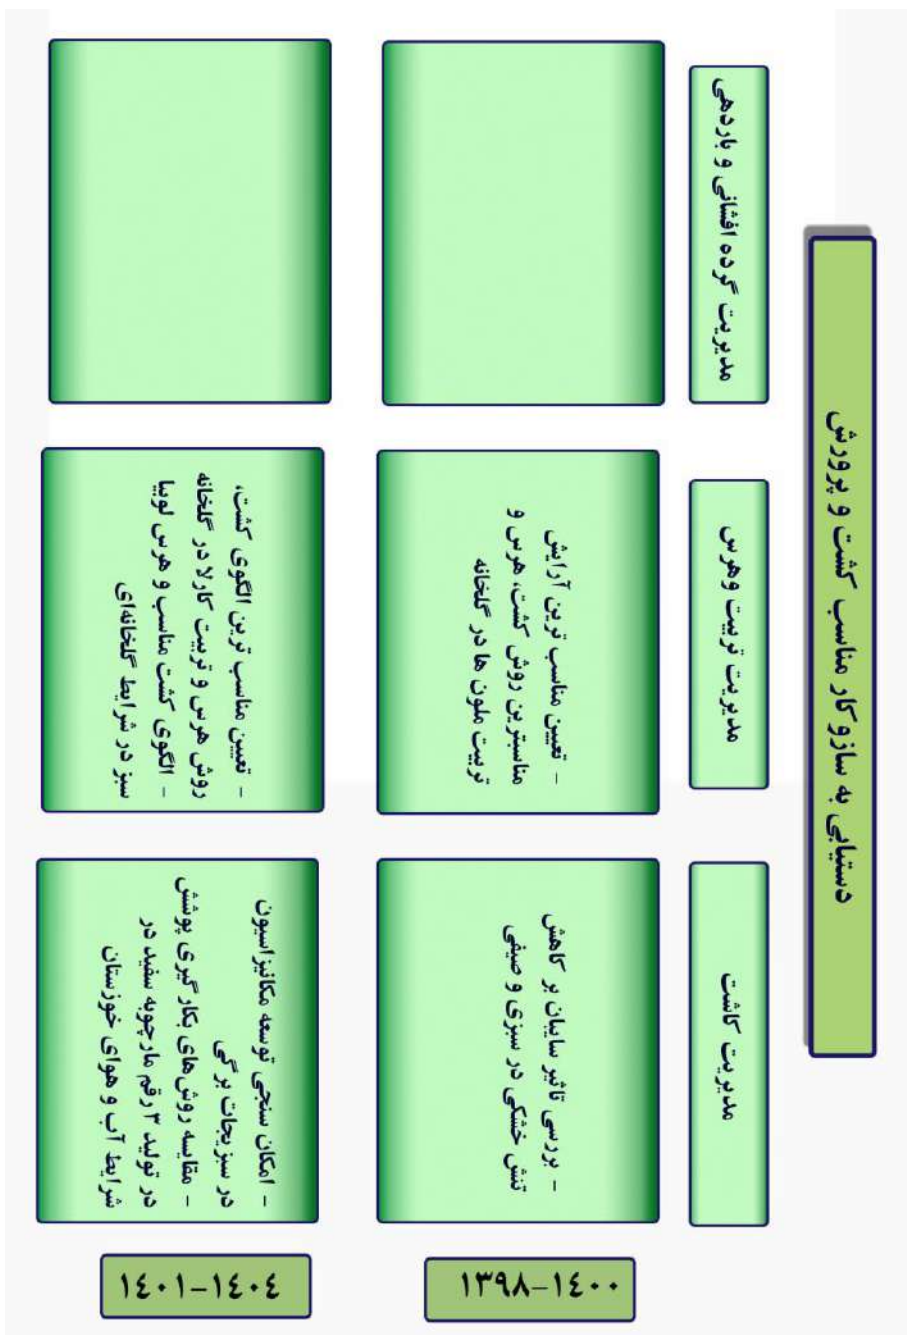 دستیابی به سازوکار مناسب کشت و پرورش
مدیریت کاشت
مدیریت تربیت وهرس
مدیریت گرده افشانی و باردهی
۱۳۹۸-۱٤۰۰
- بررسی تاثیر سایبان بر کاهش
تنش خشکی در سبزی و صیفی
- تعیین مناسب ترین آرایش
مناسبترین روش کشت، هرس و
تربیت ملون ها در گلخانه
۱٤۰۱-۱٤۰٤
- امکان سنجی توسعه مکانیزاسیون
در سبزیجات برگی
- مقایسه روش‌های بکارگیری پوشش
در تولید ۳ رقم مارچوبه سفید در
شرایط آب و هوای خوزستان
- تعیین مناسب ترین الگوی کشت،
روش هرس و تربیت کارلا در گلخانه
- الگوی کشت مناسب و هرس لوبیا
سبز در شرایط گلخانه‌ای